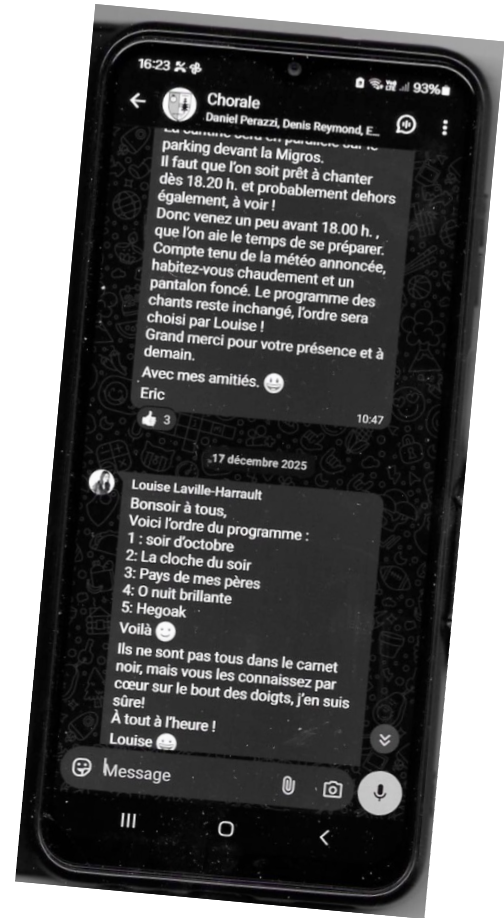 16:23
93%
Chorale
Daniel Perazzi, Denis Reymond, E...
La cantine sera en parallèle sur le
parking devant la Migros.
Il faut que l'on soit prêt à chanter
dès 18.20 h. et probablement dehors
également, à voir !
Donc venez un peu avant 18.00 h. ,
que l'on aie le temps de se préparer.
Compte tenu de la météo annoncée,
habitez-vous chaudement et un
pantalon foncé. Le programme des
chants reste inchangé, l'ordre sera
choisi par Louise !
Grand merci pour votre présence et à
demain.
Avec mes amitiés. 😀
Eric
👍 3
10:47
17 décembre 2025
Louise Laville-Harrault
Bonsoir à tous,
Voici l'ordre du programme :
1 : soir d'octobre
2: La cloche du soir
3: Pays de mes pères
4: O nuit brillante
5: Hegoak
Voilà 🙂
Ils ne sont pas tous dans le carnet
noir, mais vous les connaissez par
cœur sur le bout des doigts, j'en suis
sûre!
À tout à l'heure !
Louise 😀
Message